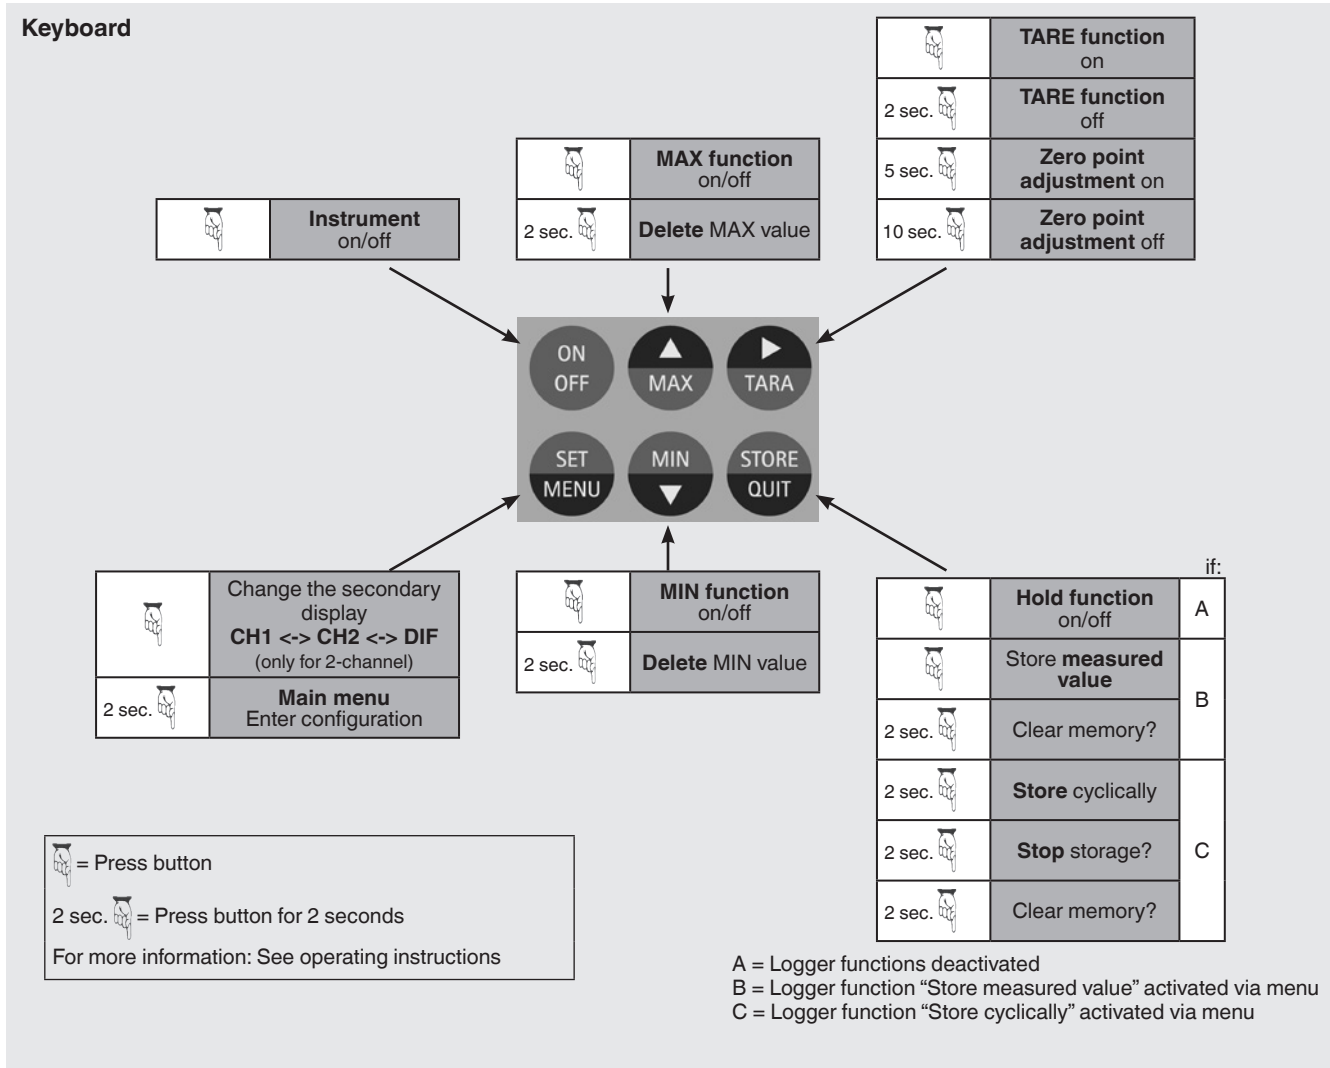 Keyboard
TARE function
on
2 sec.
TARE function
off
5 sec.
Zero point
adjustment on
10 sec.
Zero point
adjustment off
MAX function
on/off
2 sec.
Delete MAX value
Instrument
on/off
ON
OFF
MAX
TARA
SET
MENU
MIN
STORE
QUIT
Change the secondary
display
CH1 <-> CH2 <-> DIF
(only for 2-channel)
2 sec.
Main menu
Enter configuration
MIN function
on/off
2 sec.
Delete MIN value
if:
Hold function
on/off
A
Store measured
value
B
2 sec.
Clear memory?
2 sec.
Store cyclically
2 sec.
Stop storage?
C
2 sec.
Clear memory?
= Press button
2 sec. = Press button for 2 seconds
For more information: See operating instructions
A = Logger functions deactivated
B = Logger function “Store measured value” activated via menu
C = Logger function “Store cyclically” activated via menu